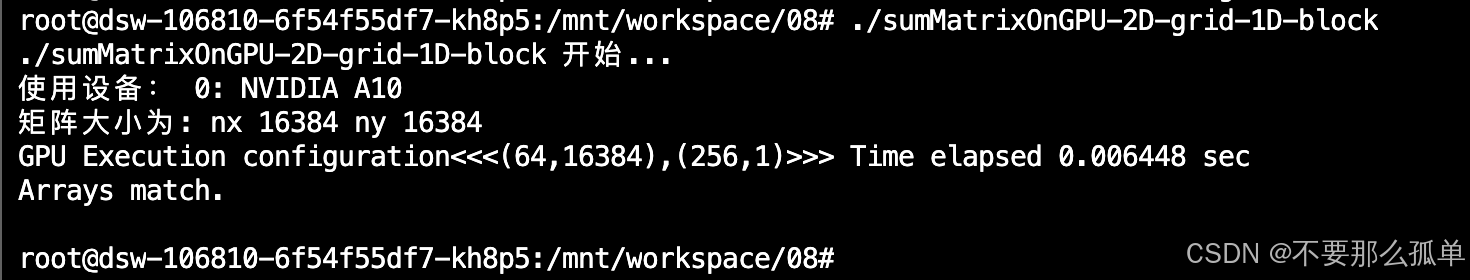 root@dsw-106810-6f54f55df7-kh8p5:/mnt/workspace/08# ./sumMatrixOnGPU-2D-grid-1D-block
./sumMatrixOnGPU-2D-grid-1D-block 开始...
使用设备： 0: NVIDIA A10
矩阵大小为: nx 16384 ny 16384
GPU Execution configuration<<<(64,16384),(256,1)>>> Time elapsed 0.006448 sec
Arrays match.
root@dsw-106810-6f54f55df7-kh8p5:/mnt/workspace/08#
CSDN @不要那么孤单